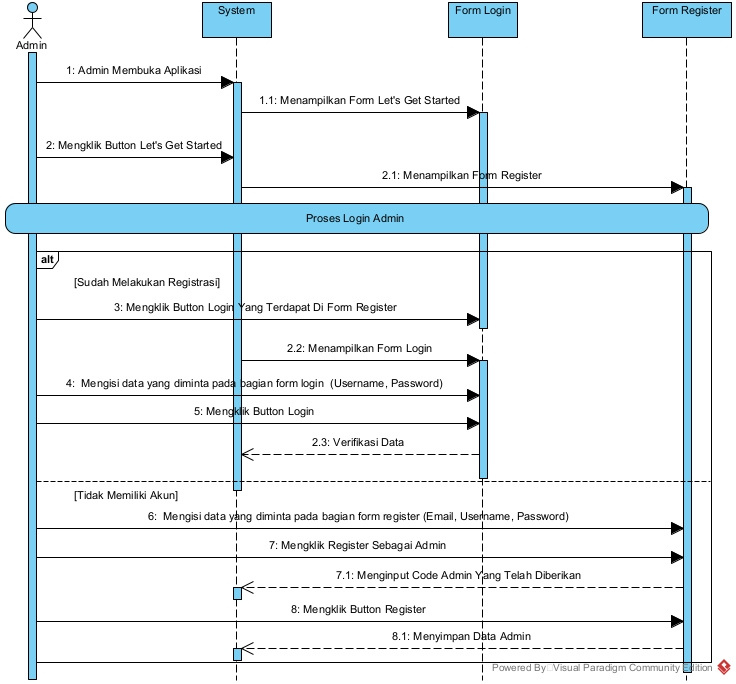 System
Form Login
Form Register
Admin
1: Admin Membuka Aplikasi
1.1: Menampilkan Form Let's Get Started
2: Mengklik Button Let's Get Started
2.1: Menampilkan Form Register
Proses Login Admin
alt
[Sudah Melakukan Registrasi]
3: Mengklik Button Login Yang Terdapat Di Form Register
2.2: Menampilkan Form Login
4: Mengisi data yang diminta pada bagian form login (Username, Password)
5: Mengklik Button Login
2.3: Verifikasi Data
[Tidak Memiliki Akun]
6: Mengisi data yang diminta pada bagian form register (Email, Username, Password)
7: Mengklik Register Sebagai Admin
7.1: Menginput Code Admin Yang Telah Diberikan
8: Mengklik Button Register
8.1: Menyimpan Data Admin
Powered By Visual Paradigm Community Edition